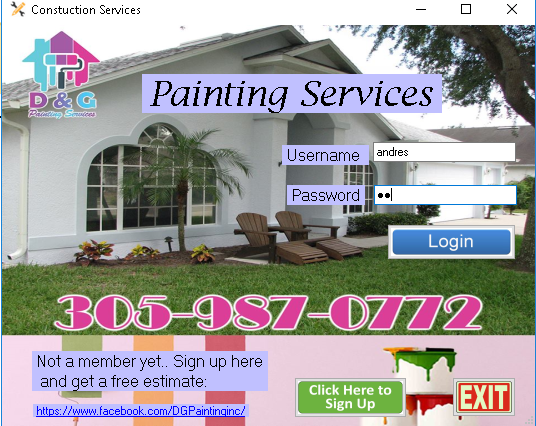 Constuction Services
D & G
Painting Services
Painting Services
Username
andres
Password
••
Login
305-987-0772
Not a member yet.. Sign up here
and get a free estimate:
https://www.facebook.com/DGPaintinginc/
Click Here to
Sign Up
EXIT